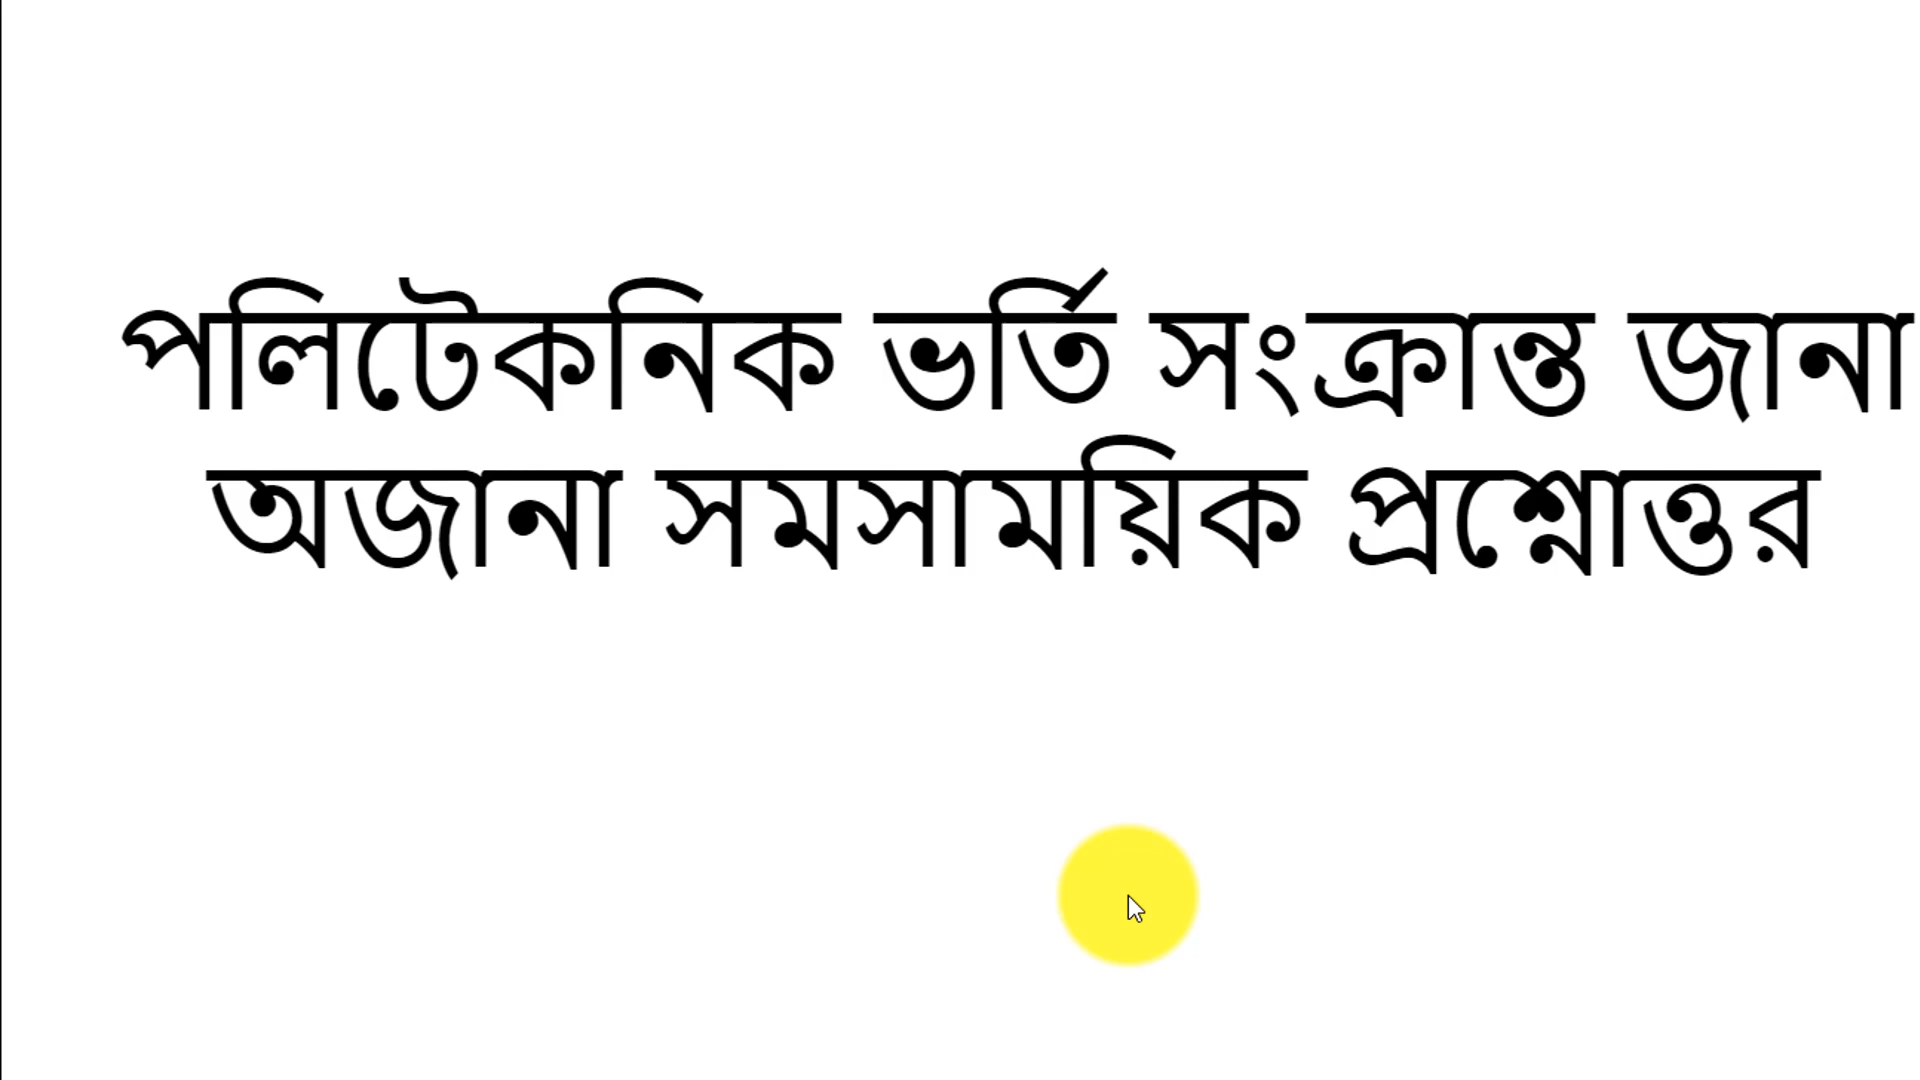 পলিটেকনিক ভর্তি সংক্রান্ত জানা
অজানা সমসাময়িক প্রশ্নোত্তর